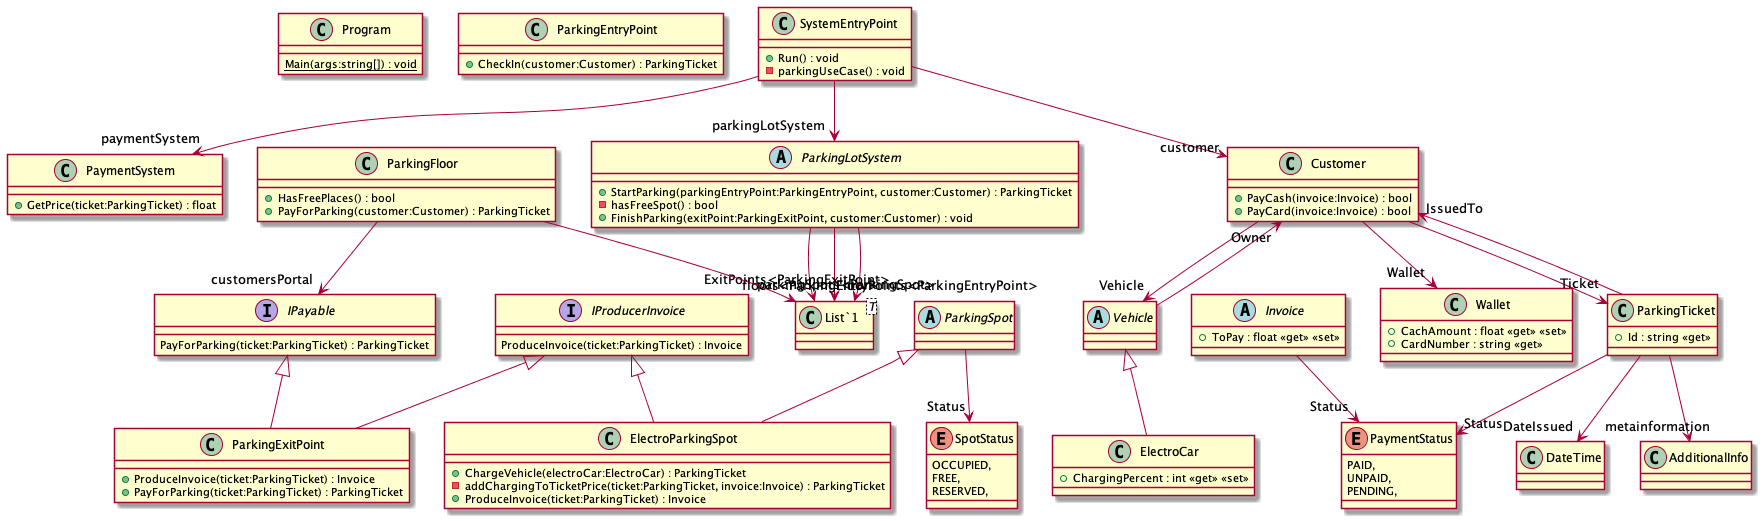 C Program
Main(args:string[]) : void
C ParkingEntryPoint
CheckIn(customer:Customer) : ParkingTicket
C SystemEntryPoint
Run() : void
parkingUseCase() : void
paymentSystem
parkingLotSystem
customer
C PaymentSystem
GetPrice(ticket:ParkingTicket) : float
C ParkingFloor
HasFreePlaces() : bool
PayForParking(customer:Customer) : ParkingTicket
A ParkingLotSystem
StartParking(parkingEntryPoint:ParkingEntryPoint, customer:Customer) : ParkingTicket
hasFreeSpot() : bool
FinishParking(exitPoint:ParkingExitPoint, customer:Customer) : void
C Customer
PayCash(invoice:Invoice) : bool
PayCard(invoice:Invoice) : bool
IssuedTo
Owner
customersPortal
ExitPoints<ParkingExitPoint>
<ParkingEntryPoint>
Vehicle
Wallet
Ticket
I IPayable
PayForParking(ticket:ParkingTicket) : ParkingTicket
I IProducerInvoice
ProduceInvoice(ticket:ParkingTicket) : Invoice
C List`1 T
A ParkingSpot
A Vehicle
A Invoice
ToPay : float «get» «set»
C Wallet
CachAmount : float «get» «set»
CardNumber : string «get»
C ParkingTicket
Id : string «get»
Status
Status
Status
DateIssued
metainformation
C ParkingExitPoint
ProduceInvoice(ticket:ParkingTicket) : Invoice
PayForParking(ticket:ParkingTicket) : ParkingTicket
C ElectroParkingSpot
ChargeVehicle(electroCar:ElectroCar) : ParkingTicket
addChargingToTicketPrice(ticket:ParkingTicket, invoice:Invoice) : ParkingTicket
ProduceInvoice(ticket:ParkingTicket) : Invoice
E SpotStatus
OCCUPIED,
FREE,
RESERVED,
C ElectroCar
ChargingPercent : int «get» «set»
E PaymentStatus
PAID,
UNPAID,
PENDING,
C DateTime
C AdditionalInfo